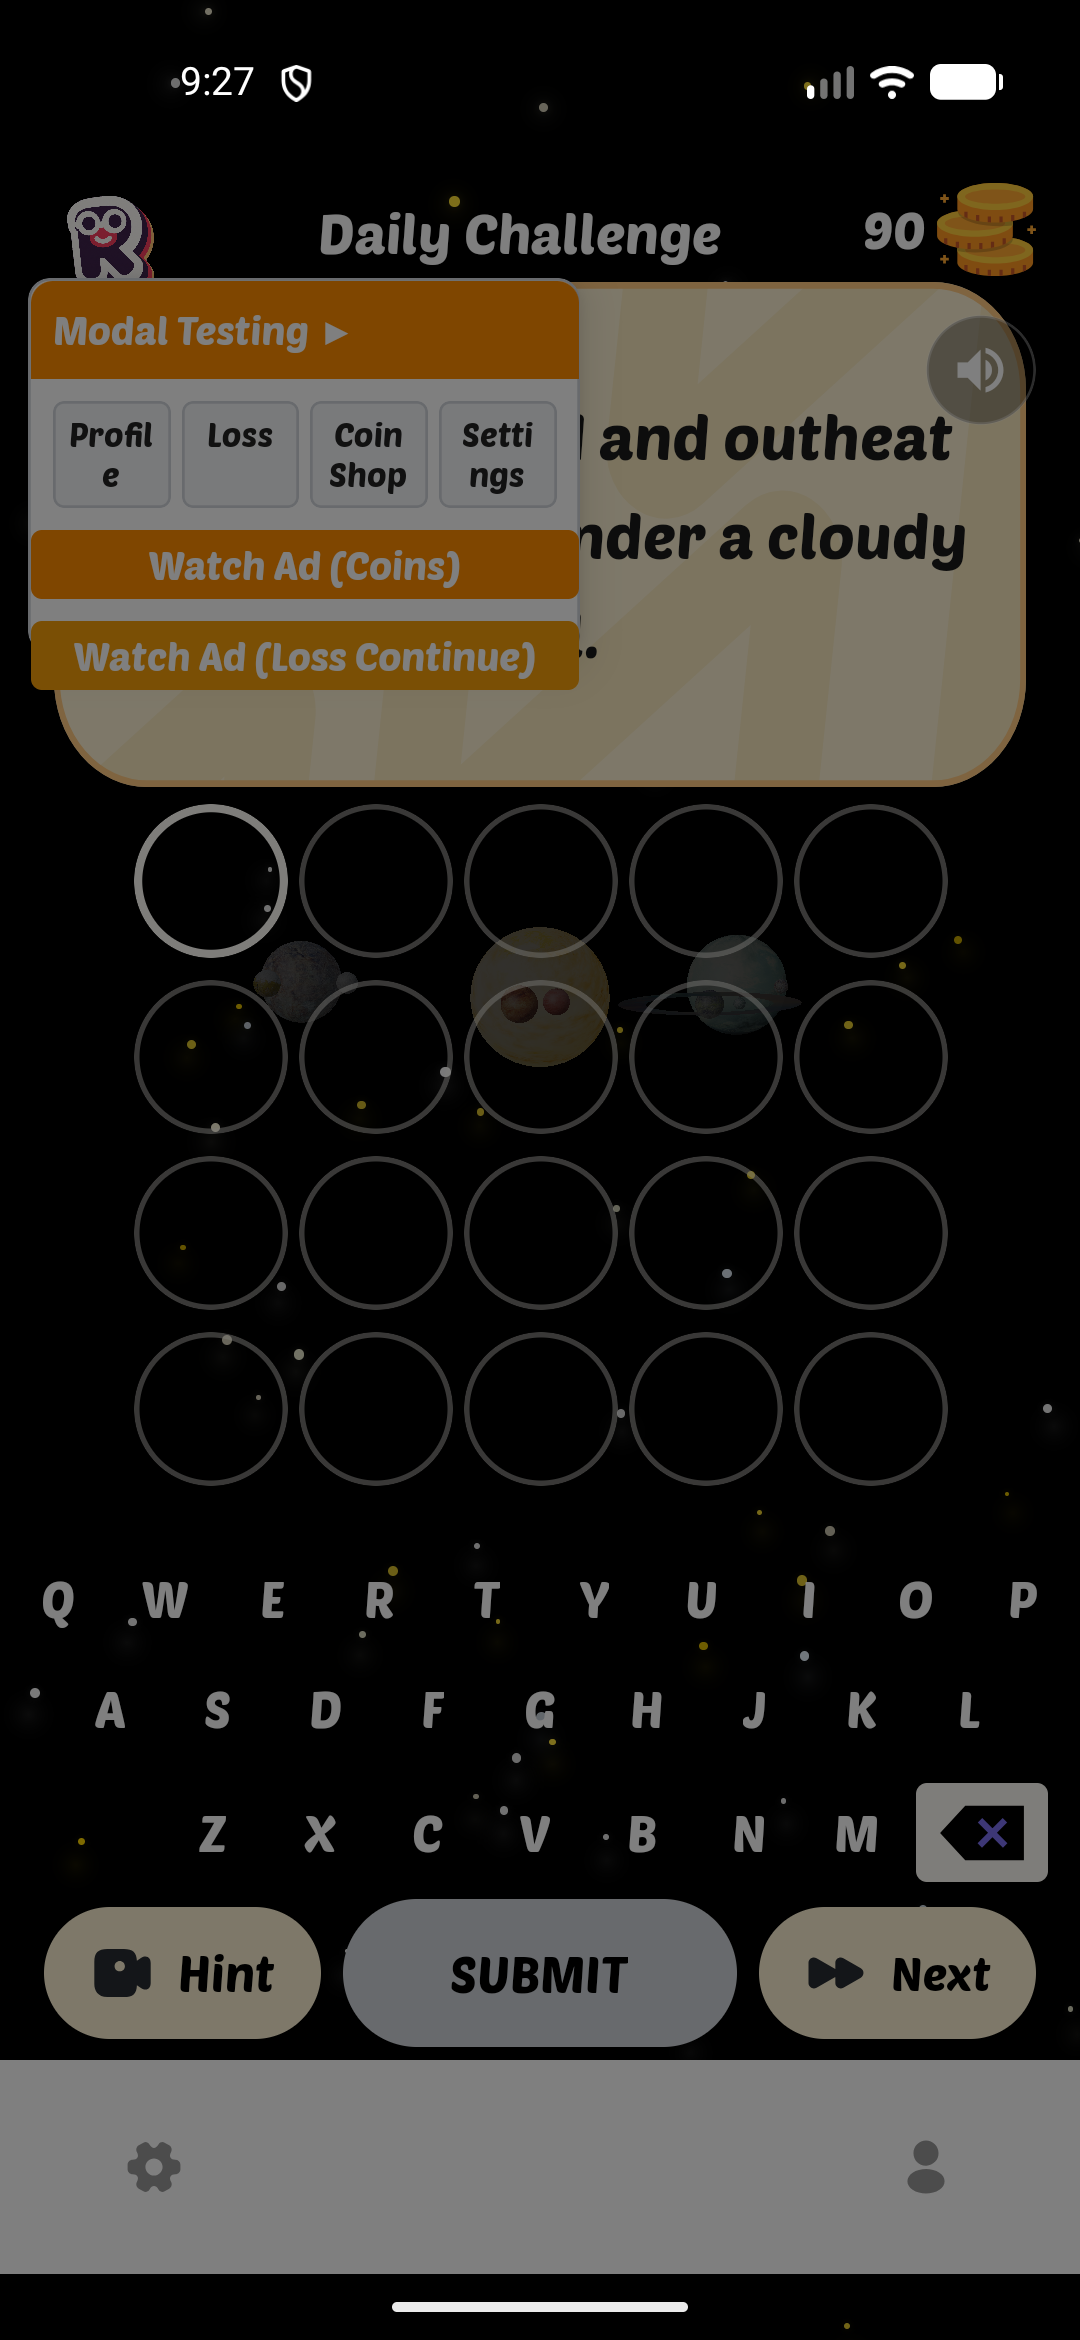 9:27
Daily Challenge
90
Modal Testing ►
Profil
e
Loss
Coin
Shop
Setti
ngs
and outheat
nder a cloudy
Watch Ad (Coins)
Watch Ad (Loss Continue)
Q W E R T Y U I O P
A S D F G H J K L
Z X C V B N M
Hint
SUBMIT
Next